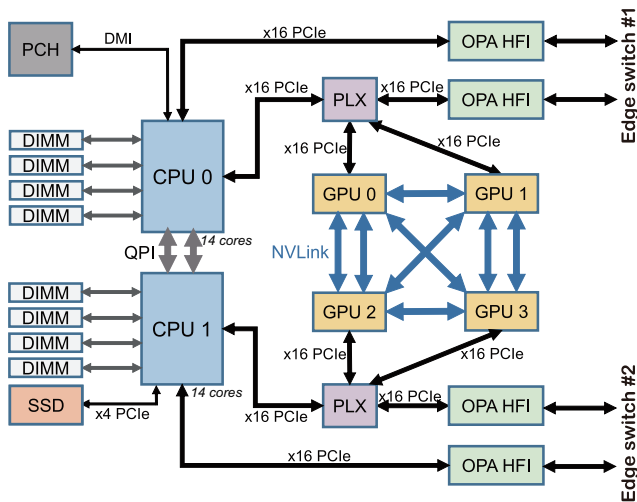 x16 PCIe
PCH
DMI
OPA HFI
Edge switch #1
x16 PCIe
PLX
x16 PCIe
OPA HFI
DIMM
DIMM
DIMM
DIMM
CPU 0
x16 PCIe
x16 PCIe
GPU 0
GPU 1
14 cores
QPI
NVLink
DIMM
DIMM
DIMM
DIMM
CPU 1
GPU 2
GPU 3
x16 PCIe
x16 PCIe
14 cores
SSD
x4 PCIe
x16 PCIe
PLX
x16 PCIe
OPA HFI
Edge switch #2
x16 PCIe
OPA HFI